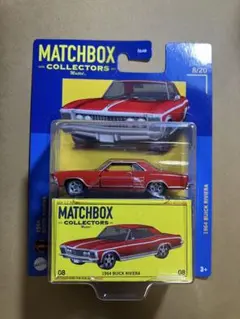 MATCHBOX
COLLECTORS
8/20
1964 BUICK RIVIERA
MATCHBOX
COLLECTORS
08
1964 BUICK RIVIERA
08
3+